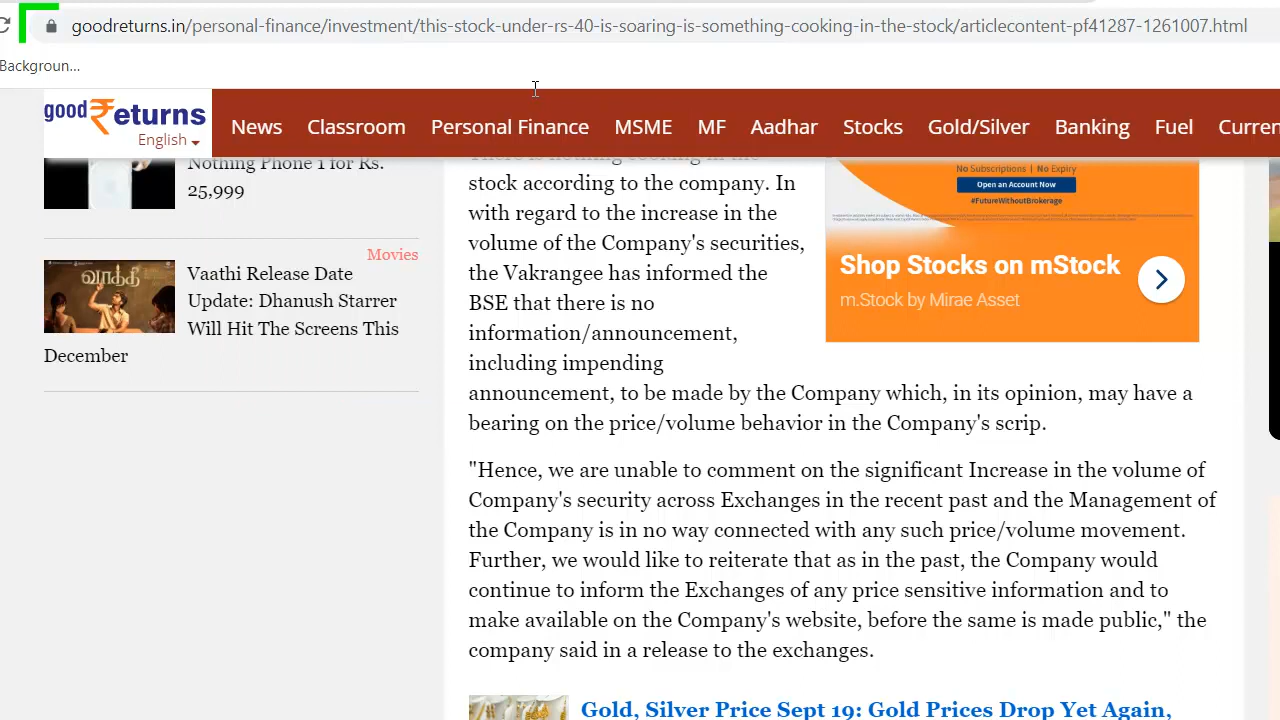 goodreturns.in/personal-finance/investment/this-stock-under-rs-40-is-soaring-is-something-cooking-in-the-stock/articlecontent-pf41287-1261007.html
Backgroun...
good returns
English
News Classroom Personal Finance MSME MF Aadhar Stocks Gold/Silver Banking Fuel Curren
Nothing Phone 1 for Rs.
25,999
Movies
Vaathi Release Date
Update: Dhanush Starrer
Will Hit The Screens This
December
There is nothing cooking in the
stock according to the company. In
with regard to the increase in the
volume of the Company's securities,
the Vakrangee has informed the
BSE that there is no
information/announcement,
including impending
announcement, to be made by the Company which, in its opinion, may have a
bearing on the price/volume behavior in the Company's scrip.
No Subscriptions | No Expiry
Open an Account Now
#FutureWithoutBrokerage
Shop Stocks on mStock
m.Stock by Mirae Asset
"Hence, we are unable to comment on the significant Increase in the volume of
Company's security across Exchanges in the recent past and the Management of
the Company is in no way connected with any such price/volume movement.
Further, we would like to reiterate that as in the past, the Company would
continue to inform the Exchanges of any price sensitive information and to
make available on the Company's website, before the same is made public," the
company said in a release to the exchanges.
Gold, Silver Price Sept 19: Gold Prices Drop Yet Again,